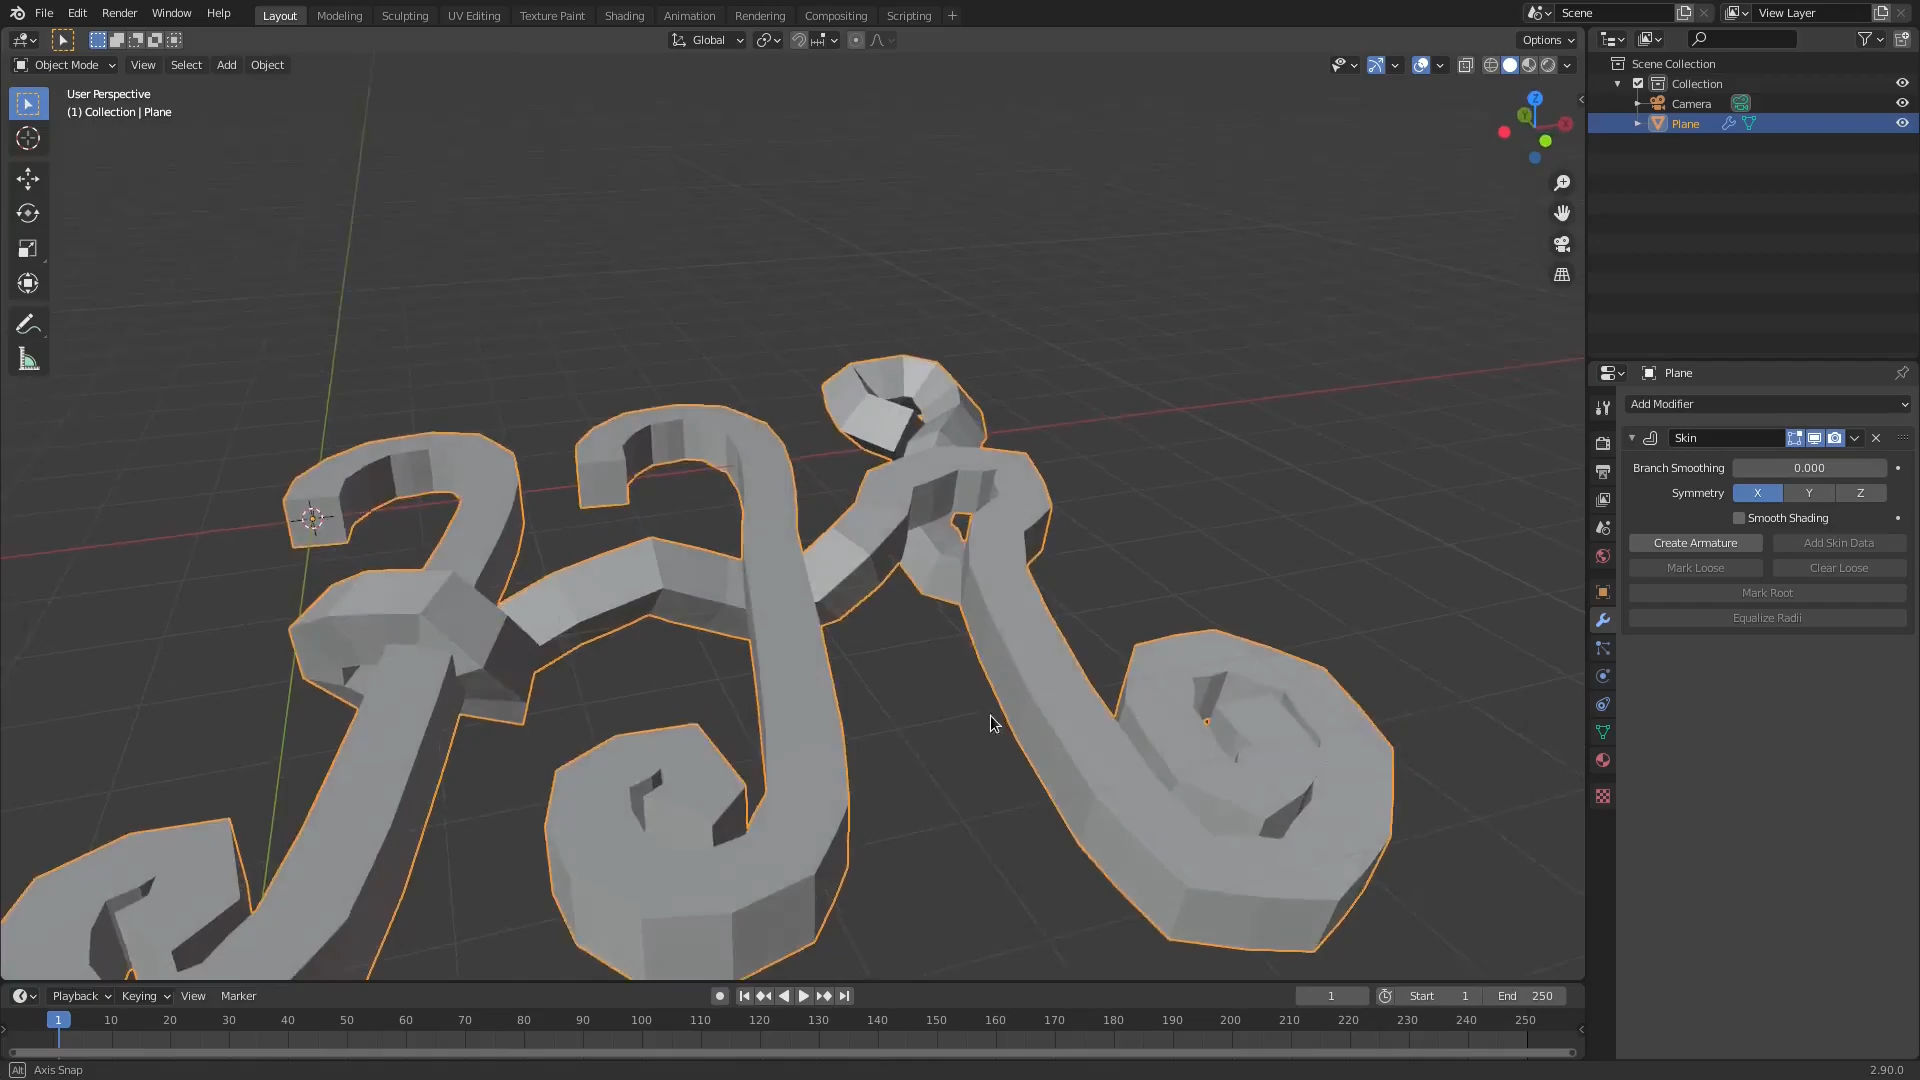 File Edit Render Window Help Layout Modeling Sculpting UV Editing Texture Paint Shading Animation Rendering Compositing Scripting + Scene View Layer
Global Options
Object Mode View Select Add Object
User Perspective
(1) Collection | Plane
Z
Y
X
Scene Collection
Collection
Camera
Plane
Plane
Add Modifier
Skin
Branch Smoothing 0.000
Symmetry X Y Z
Smooth Shading
Create Armature Add Skin Data
Mark Loose Clear Loose
Mark Root
Equalize Radii
Playback Keying View Marker 1 Start 1 End 250
1 10 20 30 40 50 60 70 80 90 100 110 120 130 140 150 160 170 180 190 200 210 220 230 240 250
Alt Axis Snap 2.90.0